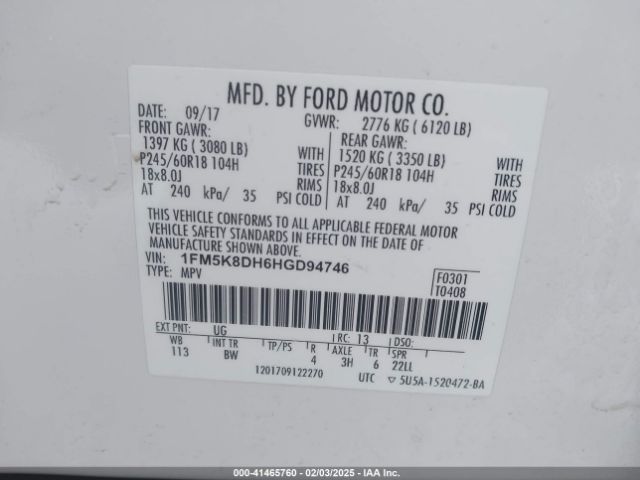 MFD. BY FORD MOTOR CO.
DATE: 09/17 GVWR: 2776 KG ( 6120 LB)
FRONT GAWR: REAR GAWR:
1397 KG ( 3080 LB) WITH 1520 KG ( 3350 LB) WITH
P245/60R18 104H TIRES P245/60R18 104H TIRES
18x8.0J RIMS 18x8.0J RIMS
AT 240 kPa/ 35 PSI COLD AT 240 kPa/ 35 PSI COLD
THIS VEHICLE CONFORMS TO ALL APPLICABLE FEDERAL MOTOR
VEHICLE SAFETY STANDARDS IN EFFECT ON THE DATE OF
MANUFACTURE SHOWN ABOVE.
VIN: 1FM5K8DH6HGD94746 F0301
TYPE: MPV T0408
EXT PNT: UG RC: 13 DSO:
WB INT TR TP/PS R AXLE TR SPR
113 BW 4 3H 6 22LL
1201709122270 UTC ▽ 5U5A-1520472-BA
000-41465760 - 02/03/2025 - IAA Inc.